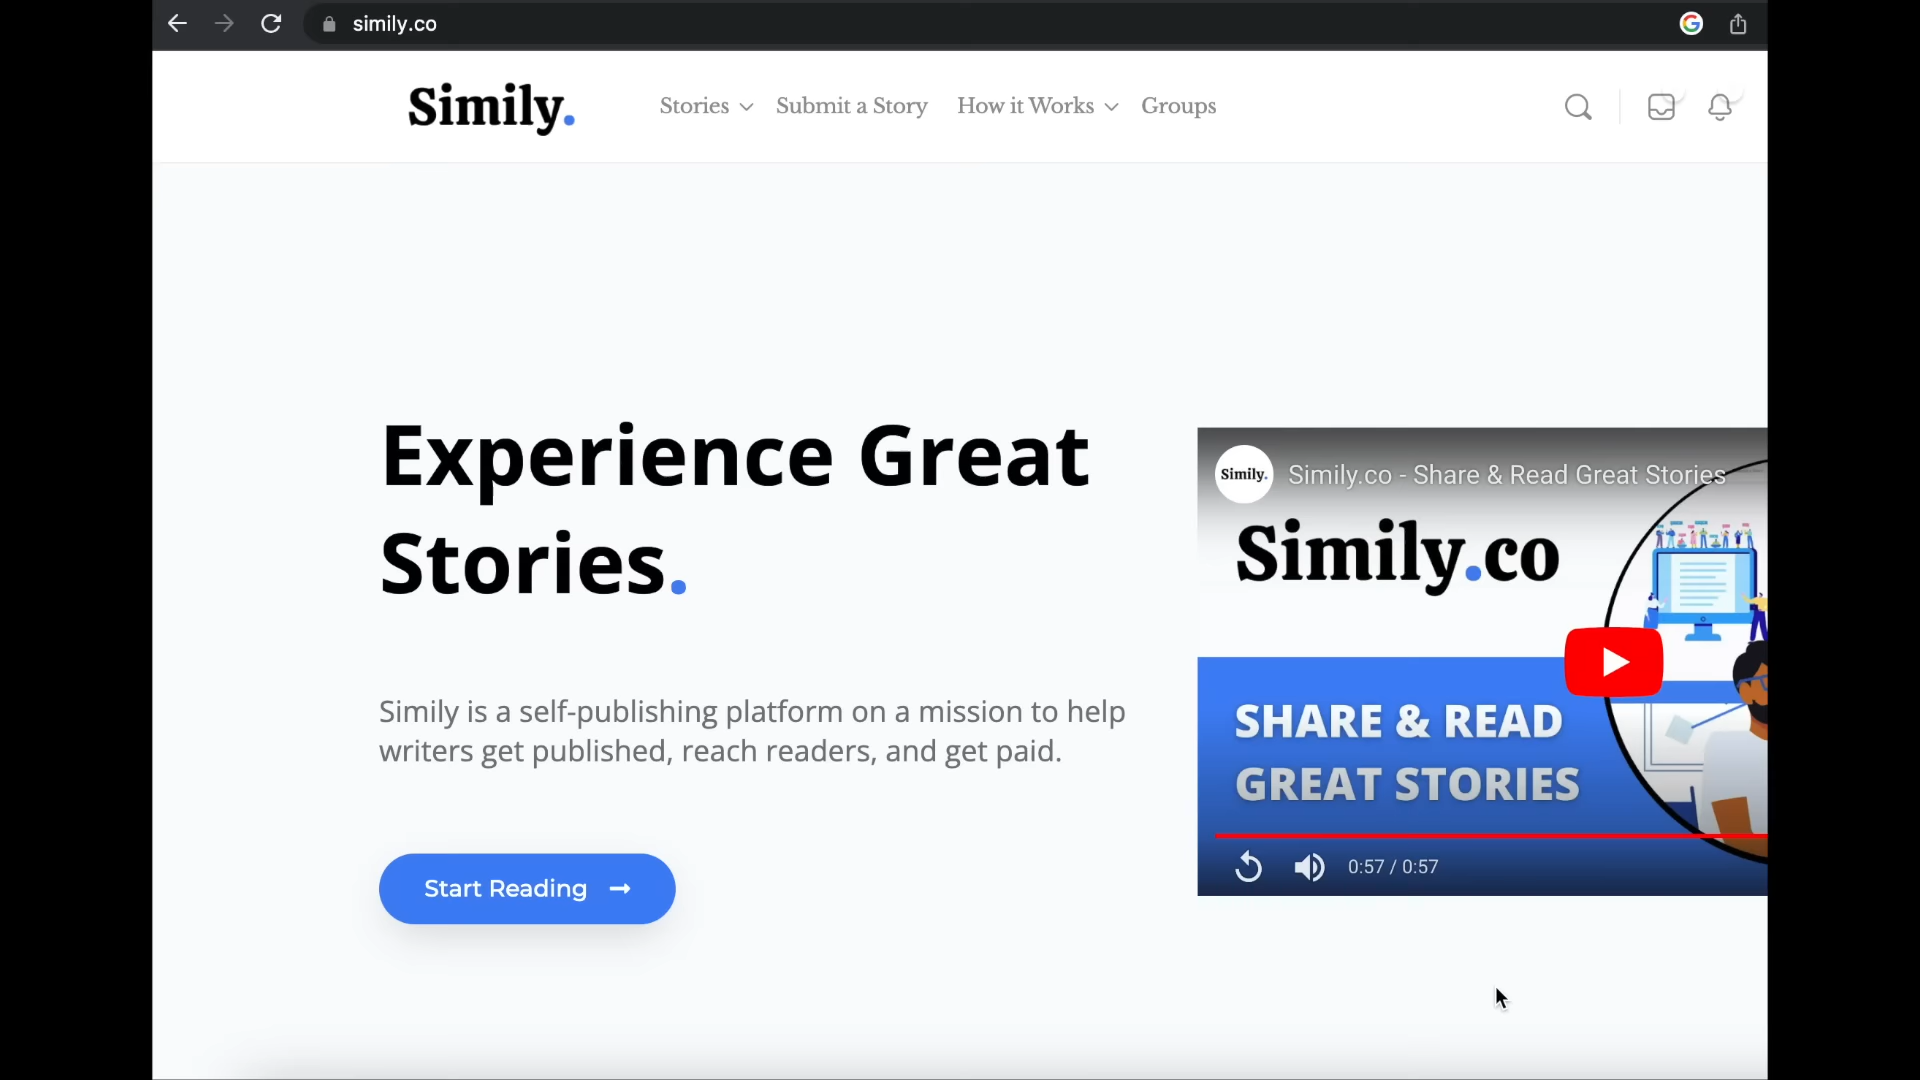 simily.co
Simily.
Stories
Submit a Story
How it Works
Groups
Experience Great
Stories.
Simily is a self-publishing platform on a mission to help
writers get published, reach readers, and get paid.
Start Reading
Simily.
Simily.co - Share & Read Great Stories
Simily.co
SHARE & READ
GREAT STORIES
0:57 / 0:57